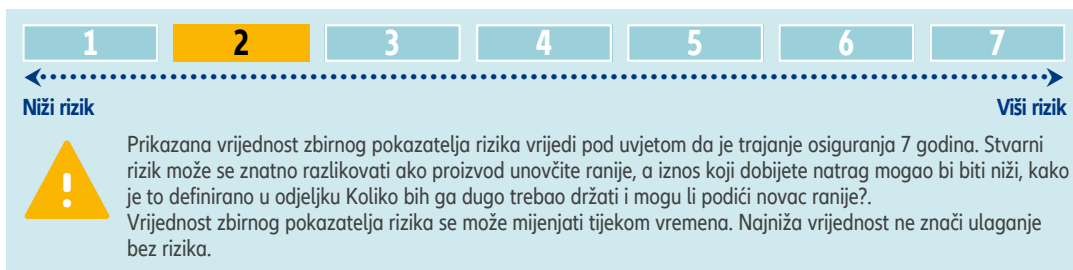 1 2 3 4 5 6 7
Niži rizik Viši rizik
Prikazana vrijednost zbirnog pokazatelja rizika vrijedi pod uvjetom da je trajanje osiguranja 7 godina. Stvarni
rizik može se znatno razlikovati ako proizvod unovčite ranije, a iznos koji dobijete natrag mogao bi biti niži, kako
je to definirano u odjeljku Koliko bih ga dugo trebao držati i mogu li podići novac ranije?.
Vrijednost zbirnog pokazatelja rizika se može mijenjati tijekom vremena. Najniža vrijednost ne znači ulaganje
bez rizika.